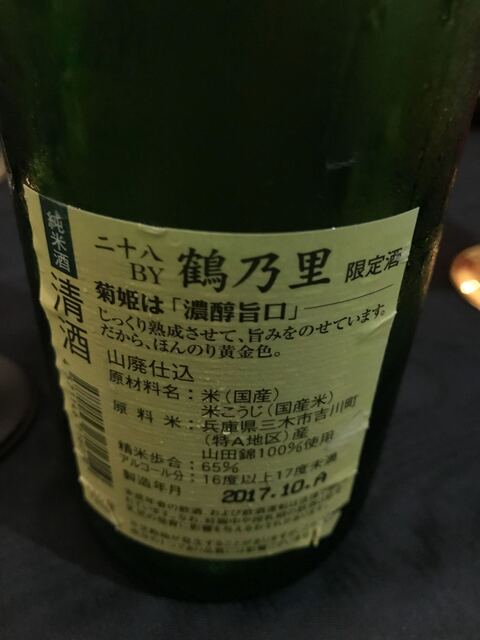 純米酒
清酒
二十八
BY
鶴乃里
限定酒
菊姫は「濃醇旨口」
じっくり熟成させて、旨みをのせています。
だから、ほんのり黄金色。
山廃仕込
原材料名：米（国産）
米こうじ（国産米）
原料米：兵庫県三木市吉川町
（特A地区）産
山田錦100%使用
精米歩合：65%
アルコール分：16度以上17度未満
製造年月 2017.10.A